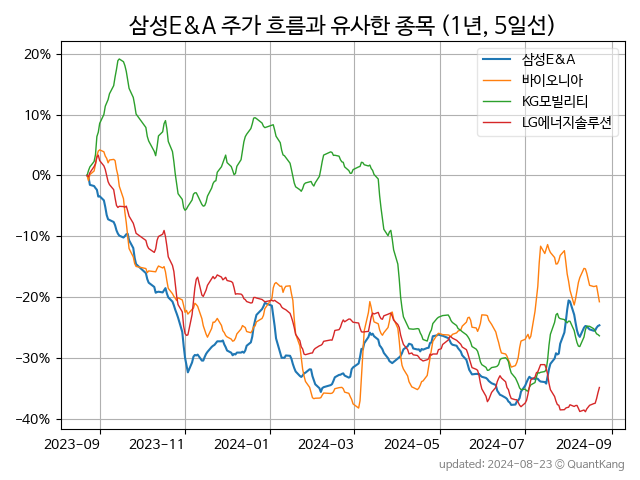 삼성E&A 주가 흐름과 유사한 종목 (1년, 5일선)
삼성E&A
바이오니아
KG모빌리티
LG에너지솔루션
20%
10%
0%
−10%
−20%
−30%
−40%
2023-09 2023-11 2024-01 2024-03 2024-05 2024-07 2024-09
updated: 2024-08-23 © QuantKang